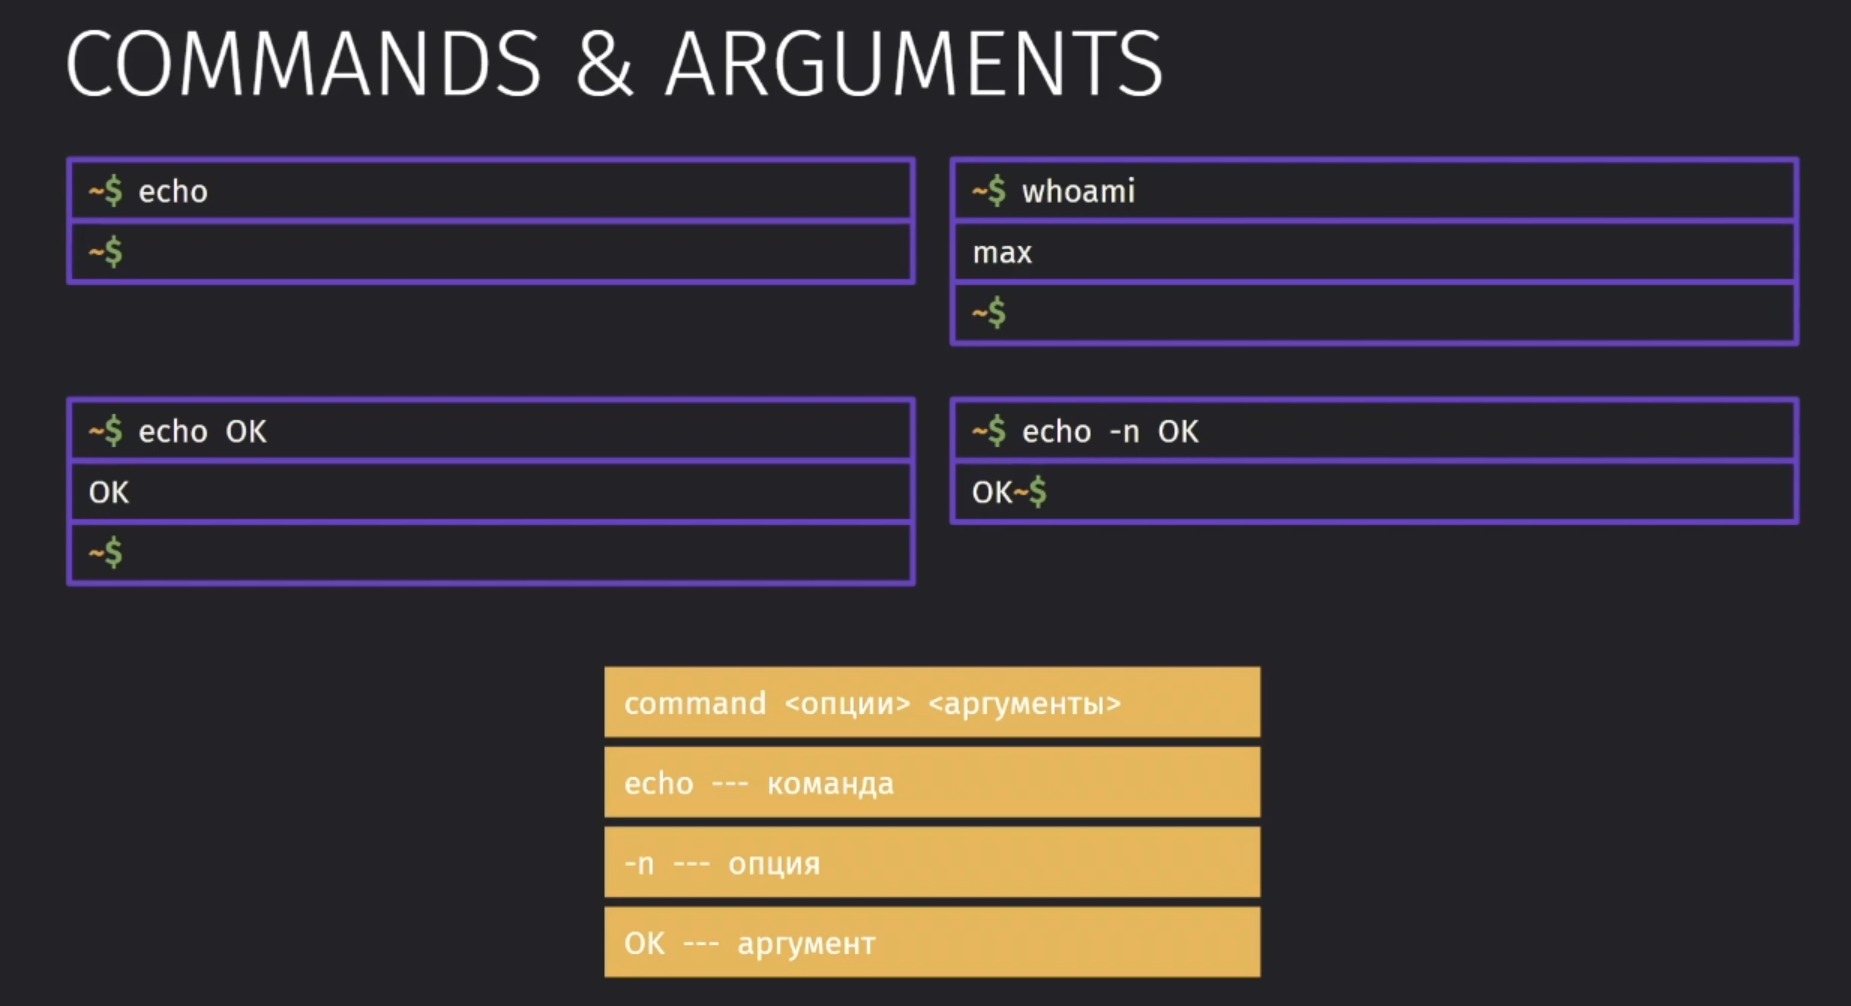 COMMANDS & ARGUMENTS
~$ echo
~$
~$ whoami
max
~$
~$ echo OK
OK
~$
~$ echo -n OK
OK~$
command <опции> <аргументы>
echo --- команда
-n --- опция
OK --- аргумент